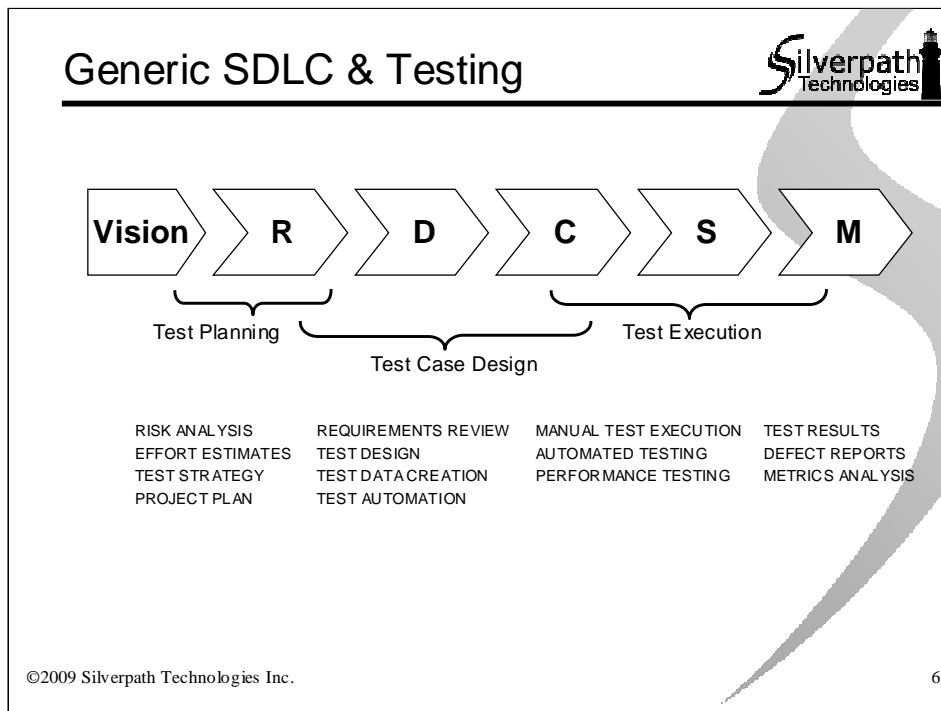 Generic SDLC & Testing
Silverpath
Technologies
Vision R D C S M
Test Planning
Test Case Design
Test Execution
RISK ANALYSIS
EFFORT ESTIMATES
TEST STRATEGY
PROJECT PLAN
REQUIREMENTS REVIEW
TEST DESIGN
TEST DATA CREATION
TEST AUTOMATION
MANUAL TEST EXECUTION
AUTOMATED TESTING
PERFORMANCE TESTING
TEST RESULTS
DEFECT REPORTS
METRICS ANALYSIS
©2009 Silverpath Technologies Inc.
6